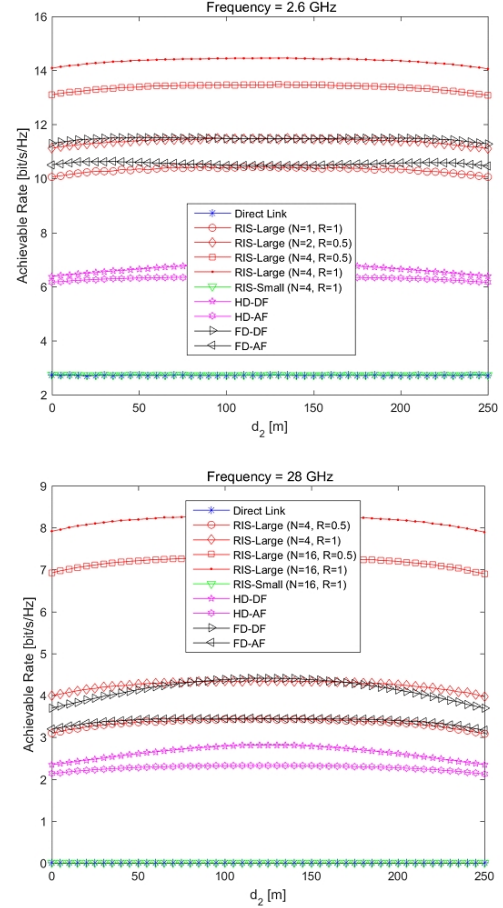 Frequency = 2.6 GHz
16
14
12
10
8
6
4
2
Achievable Rate [bit/s/Hz]
Direct Link
RIS-Large (N=1, R=1)
RIS-Large (N=2, R=0.5)
RIS-Large (N=4, R=0.5)
RIS-Large (N=4, R=1)
RIS-Small (N=4, R=1)
HD-DF
HD-AF
FD-DF
FD-AF
0 50 100 150 200 250
d2 [m]
Frequency = 28 GHz
9
8
7
6
5
4
3
2
1
0
Achievable Rate [bit/s/Hz]
Direct Link
RIS-Large (N=4, R=0.5)
RIS-Large (N=4, R=1)
RIS-Large (N=16, R=0.5)
RIS-Large (N=16, R=1)
RIS-Small (N=16, R=1)
HD-DF
HD-AF
FD-DF
FD-AF
0 50 100 150 200 250
d2 [m]